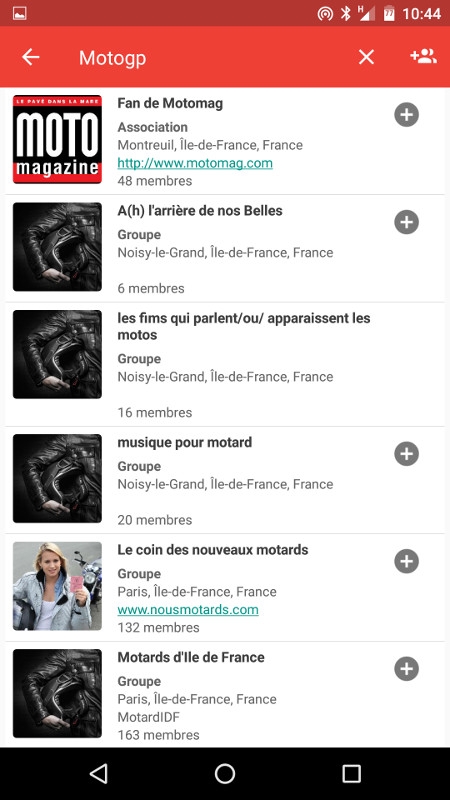 H
77
10:44
Motogp
LE PAVÉ DANS LA MARE
MOTO
magazine
Fan de Motomag
Association
Montreuil, Île-de-France, France
http://www.motomag.com
48 membres
A(h) l'arrière de nos Belles
Groupe
Noisy-le-Grand, Île-de-France, France
6 membres
les fims qui parlent/ou/ apparaissent les
motos
Groupe
Noisy-le-Grand, Île-de-France, France
16 membres
musique pour motard
Groupe
Noisy-le-Grand, Île-de-France, France
20 membres
Le coin des nouveaux motards
Groupe
Paris, Île-de-France, France
www.nousmotards.com
132 membres
Motards d'Ile de France
Groupe
Paris, Île-de-France, France
MotardIDF
163 membres